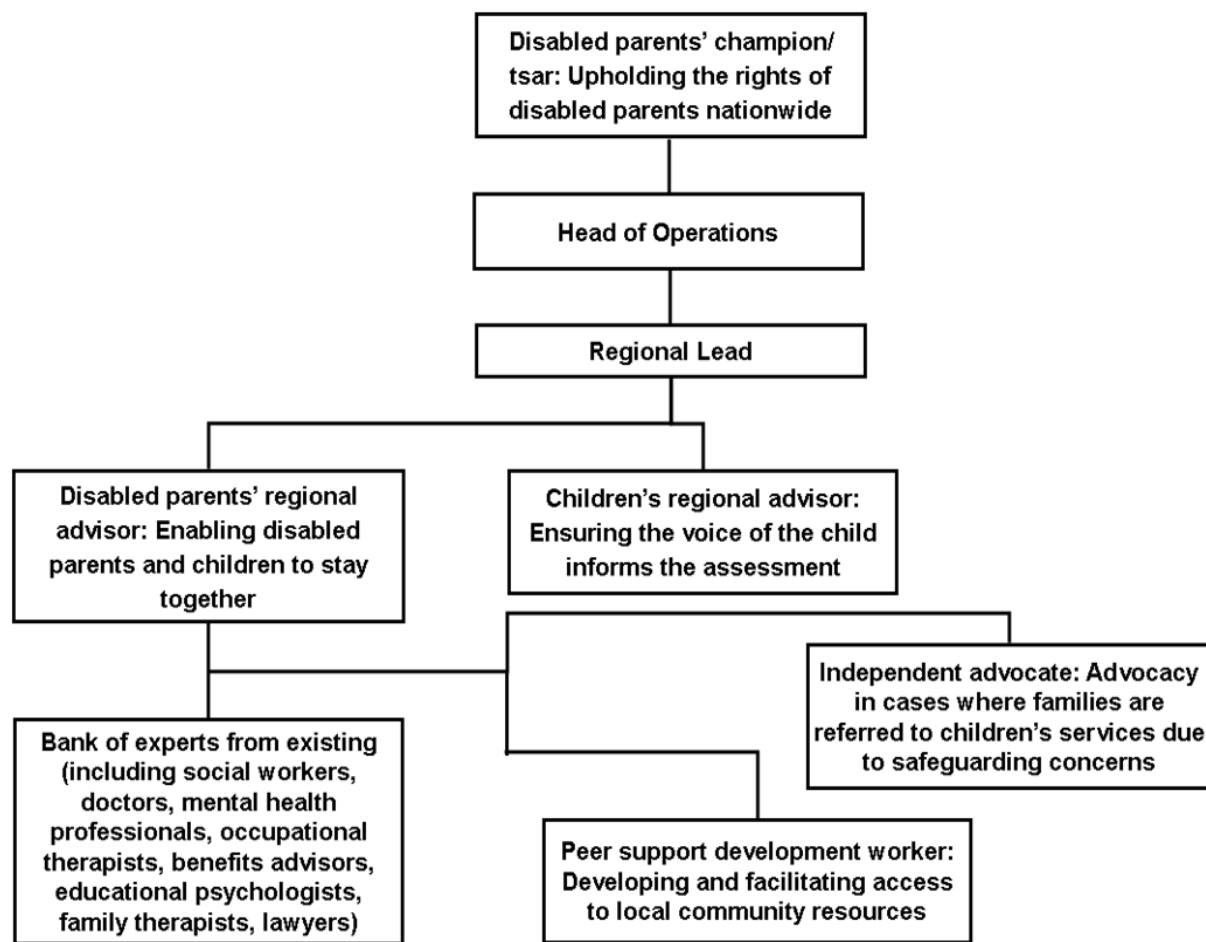 Disabled parents’ champion/
tsar: Upholding the rights of
disabled parents nationwide
Head of Operations
Regional Lead
Disabled parents’ regional
advisor: Enabling disabled
parents and children to stay
together
Children’s regional advisor:
Ensuring the voice of the child
informs the assessment
Independent advocate: Advocacy
in cases where families are
referred to children’s services due
to safeguarding concerns
Bank of experts from existing
(including social workers,
doctors, mental health
professionals, occupational
therapists, benefits advisors,
educational psychologists,
family therapists, lawyers)
Peer support development worker:
Developing and facilitating access
to local community resources